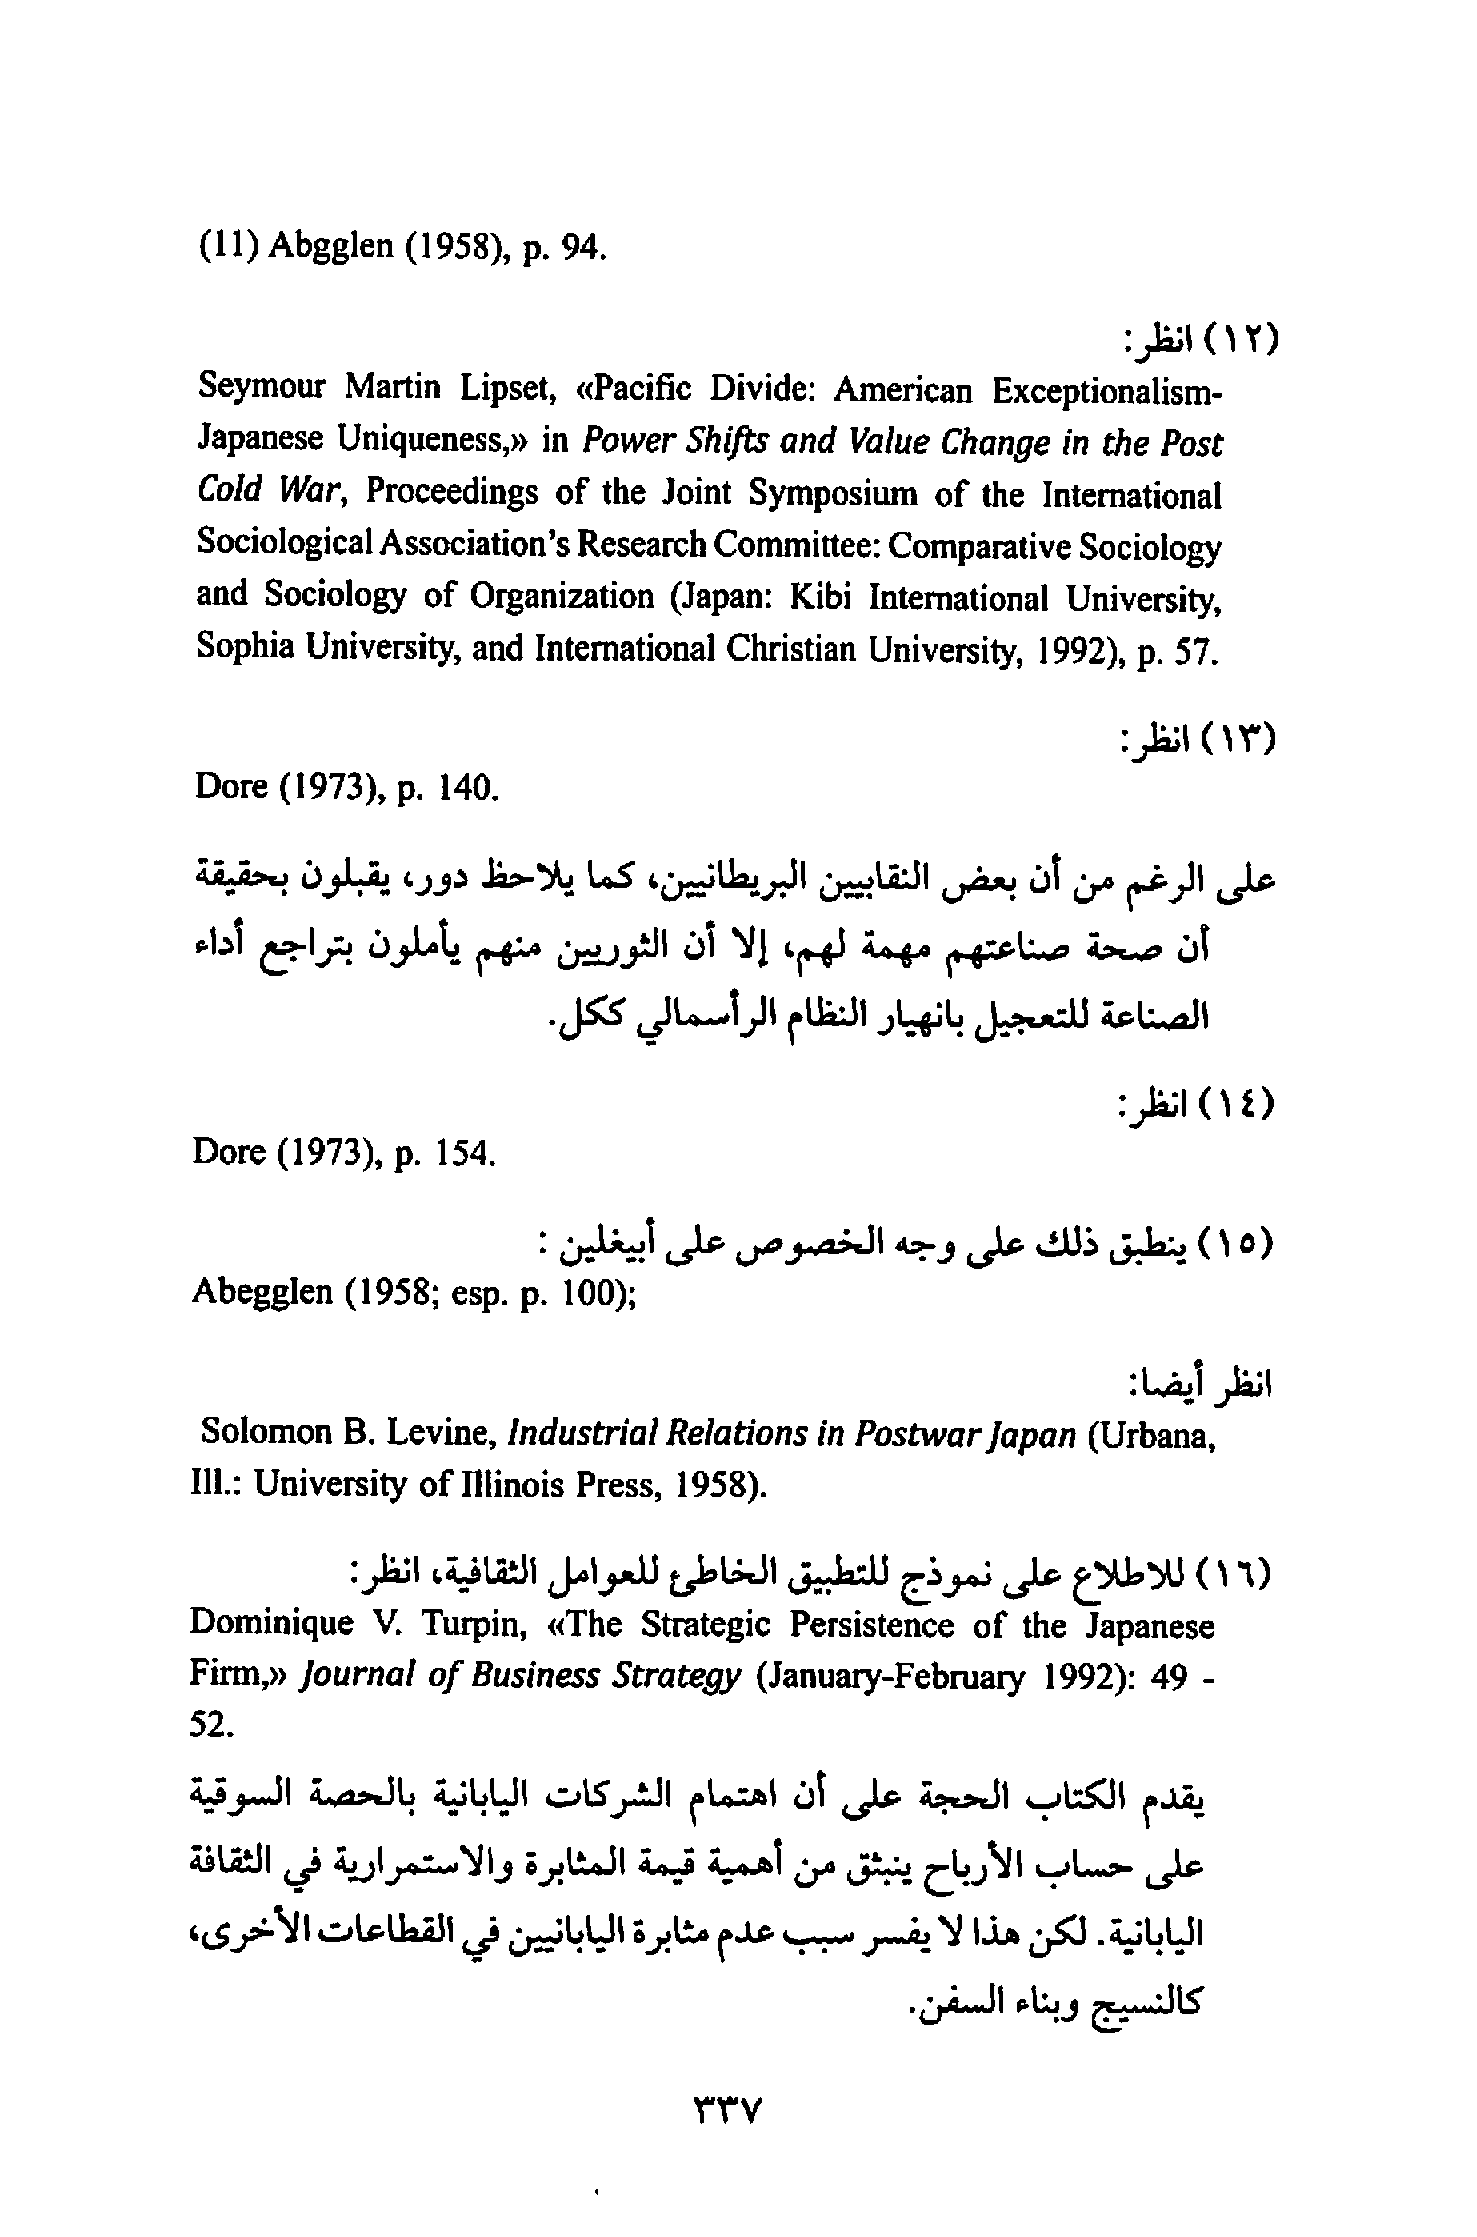 (11) Abgglen (1958), p. 94.
(١٢) انظر:
Seymour Martin Lipset, «Pacific Divide: American Exceptionalism-
Japanese Uniqueness,» in Power Shifts and Value Change in the Post
Cold War, Proceedings of the Joint Symposium of the International
Sociological Association's Research Committee: Comparative Sociology
and Sociology of Organization (Japan: Kibi International University,
Sophia University, and International Christian University, 1992), p. 57.
(١٣) انظر:
Dore (1973), p. 140.
على الرغم من أن بعض النقابيين البريطانيين، كما يلاحظ دور، يقبلون بحقيقة
أن صحة صناعتهم مهمة لهم، إلا أن الثوريين منهم يأملون بتراجع أداء
الصناعة للتعجيل بانهيار النظام الرأسمالي ككل.
(١٤) انظر:
Dore (1973), p. 154.
(١٥) ينطبق ذلك على وجه الخصوص على أبيغلين :
Abegglen (1958; esp. p. 100);
انظر أيضا:
Solomon B. Levine, Industrial Relations in Postwar Japan (Urbana,
Ill.: University of Illinois Press, 1958).
(١٦) للاطلاع على نموذج للتطبيق الخاطئ للعوامل الثقافية، انظر:
Dominique V. Turpin, «The Strategic Persistence of the Japanese
Firm,» Journal of Business Strategy (January-February 1992): 49 -
52.
يقدم الكتاب الحجة على أن اهتمام الشركات اليابانية بالحصة السوقية
على حساب الأرباح ينبثق من أهمية قيمة المثابرة والاستمرارية في الثقافة
اليابانية. لكن هذا لا يفسر سبب عدم مثابرة اليابانيين في القطاعات الأخرى،
كالنسيج وبناء السفن.
٣٣٧